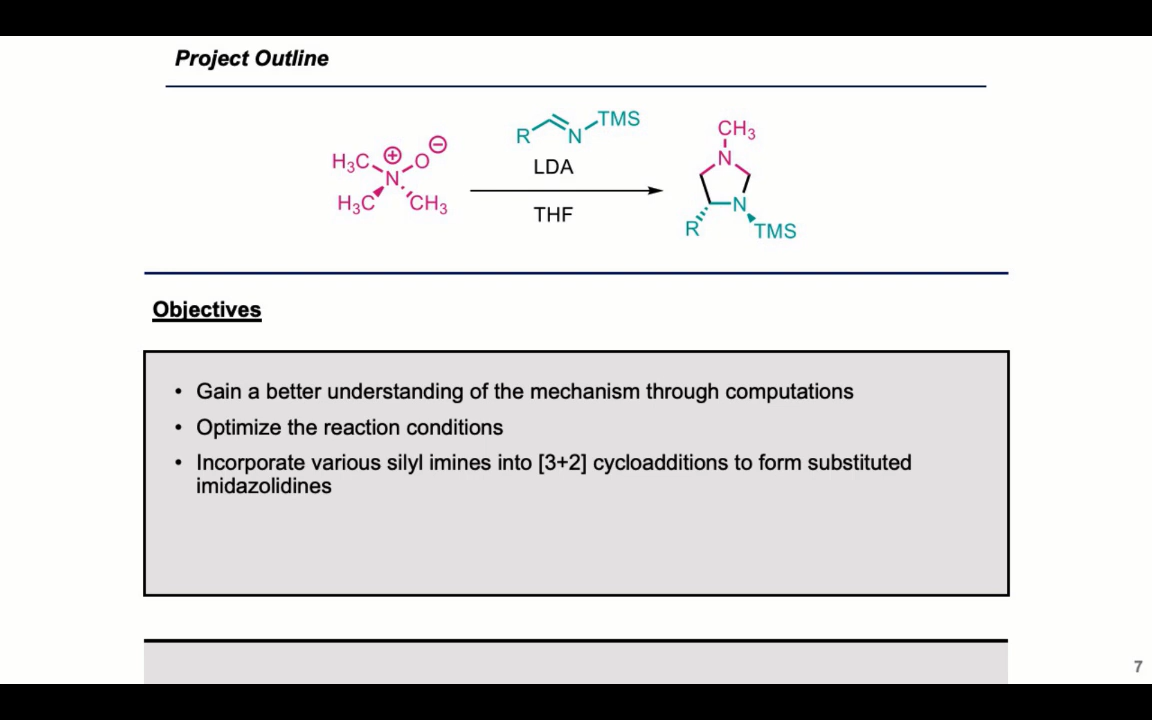 Project Outline
R
N
TMS
H3C
⊕
N
O
⊖
H3C
CH3
LDA
THF
CH3
N
N
R
TMS
Objectives
• Gain a better understanding of the mechanism through computations
• Optimize the reaction conditions
• Incorporate various silyl imines into [3+2] cycloadditions to form substituted
imidazolidines
7